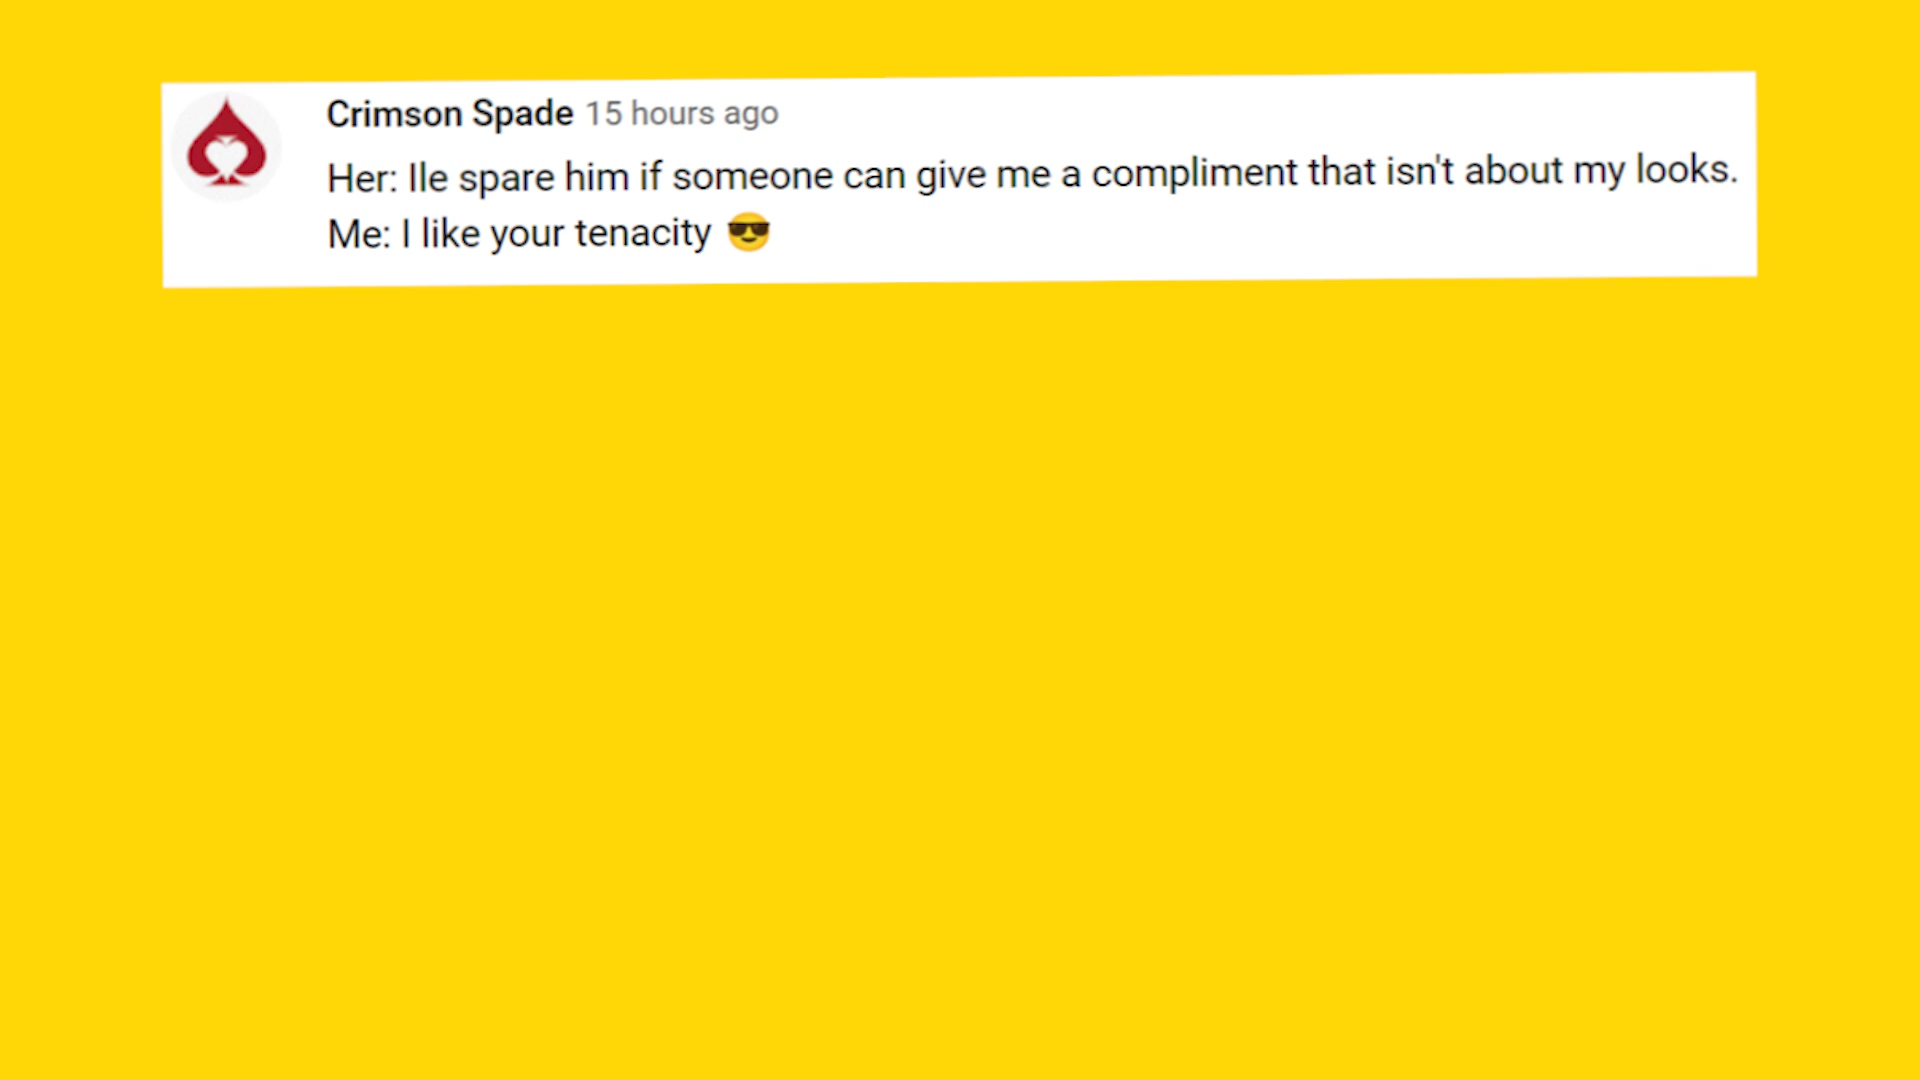 Crimson Spade 15 hours ago
Her: Ile spare him if someone can give me a compliment that isn't about my looks.
Me: I like your tenacity 😎